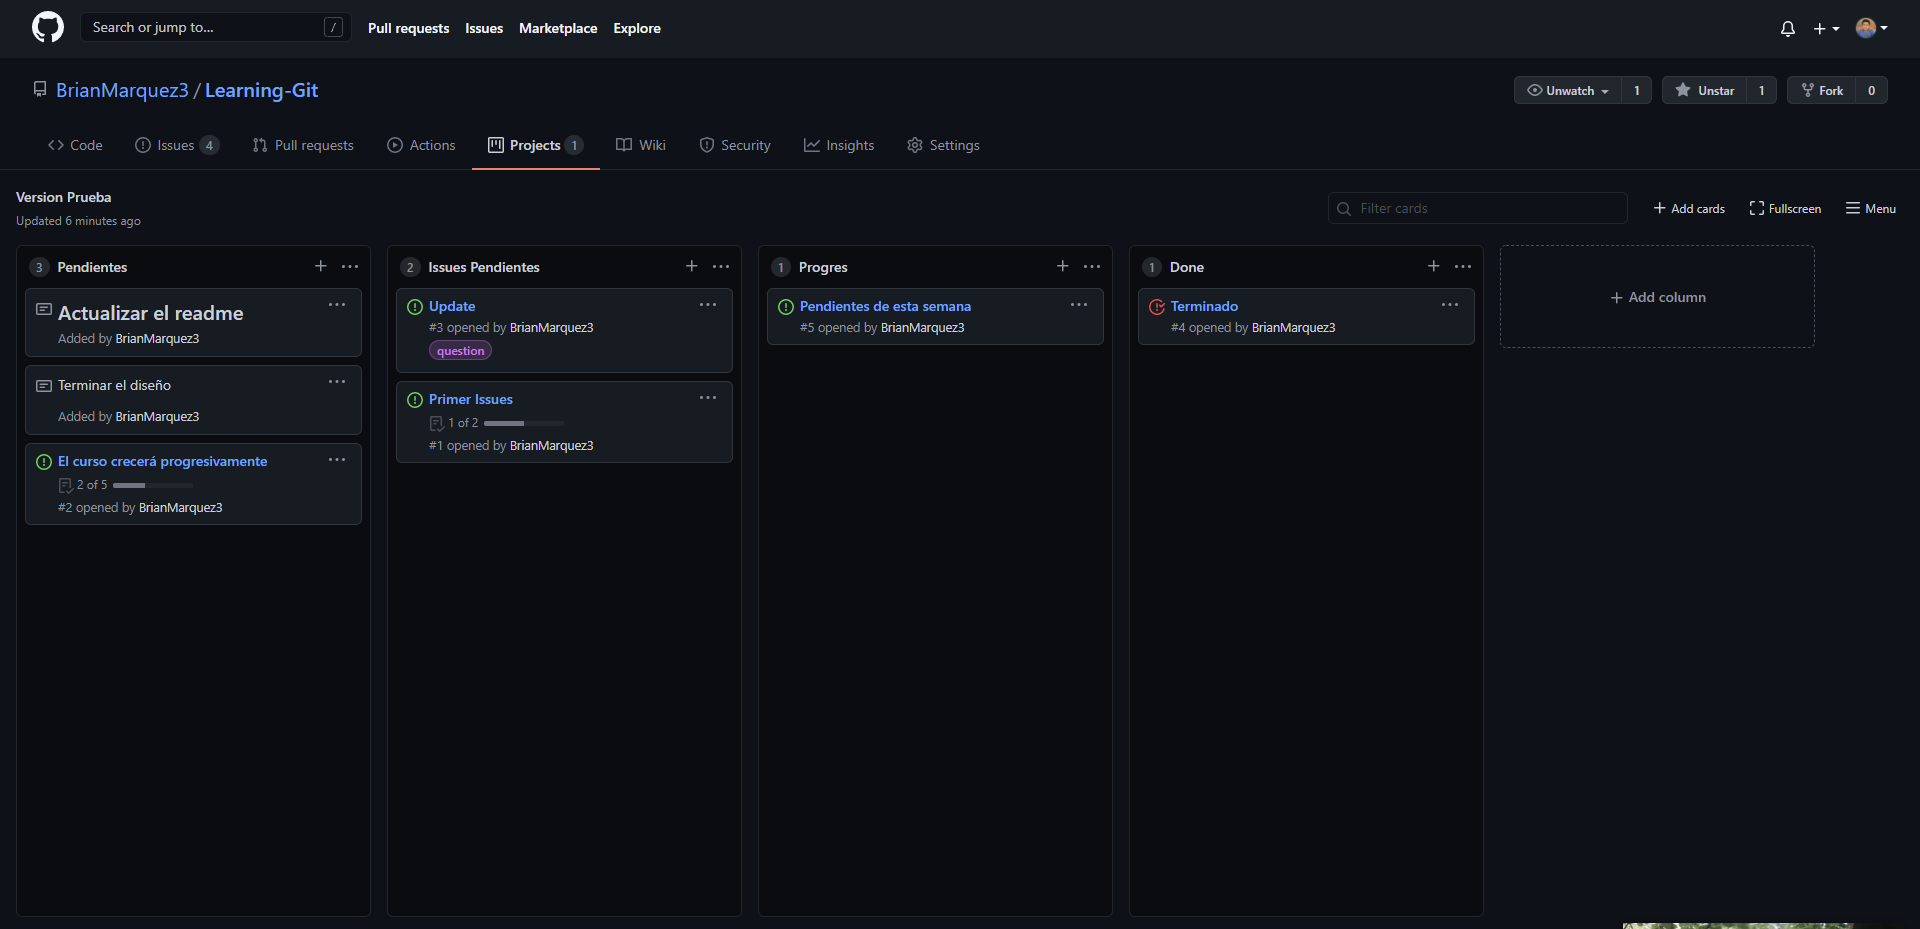 Search or jump to...
/
Pull requests
Issues
Marketplace
Explore
BrianMarquez3 / Learning-Git
Unwatch 1
Unstar 1
Fork 0
Code
Issues 4
Pull requests
Actions
Projects 1
Wiki
Security
Insights
Settings
Version Prueba
Updated 6 minutes ago
Filter cards
Add cards
Fullscreen
Menu
3 Pendientes
Actualizar el readme
Added by BrianMarquez3
Terminar el diseño
Added by BrianMarquez3
El curso crecerá progresivamente
2 of 5
#2 opened by BrianMarquez3
2 Issues Pendientes
Update
#3 opened by BrianMarquez3
question
Primer Issues
1 of 2
#1 opened by BrianMarquez3
1 Progres
Pendientes de esta semana
#5 opened by BrianMarquez3
1 Done
Terminado
#4 opened by BrianMarquez3
Add column